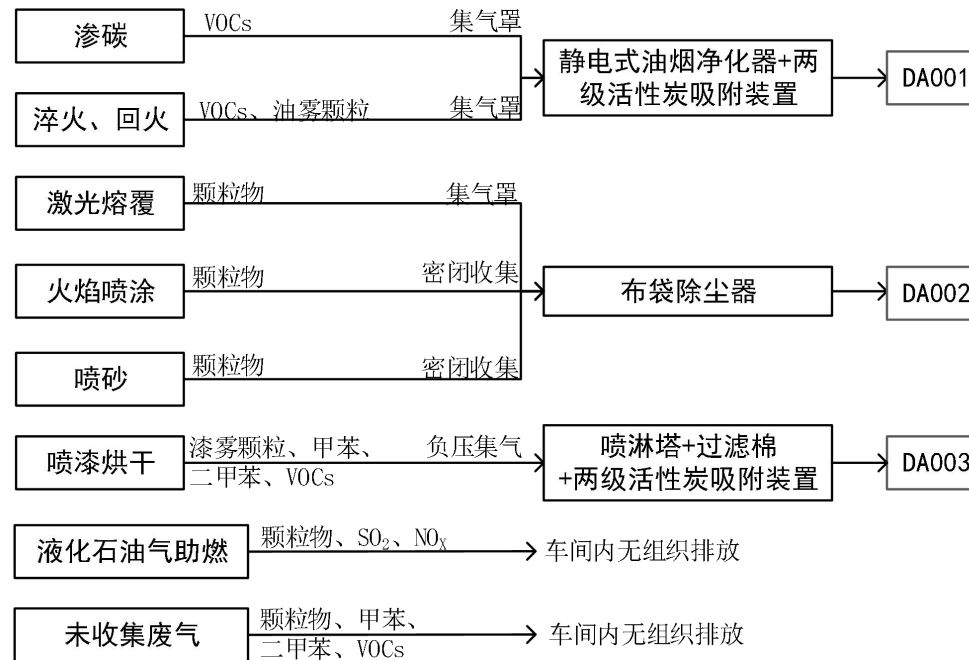 渗碳
VOCs
集气罩
淬火、回火
VOCs、油雾颗粒
集气罩
静电式油烟净化器+两
级活性炭吸附装置
DA001
激光熔覆
颗粒物
集气罩
火焰喷涂
颗粒物
密闭收集
布袋除尘器
DA002
喷砂
颗粒物
密闭收集
喷漆烘干
漆雾颗粒、甲苯、
二甲苯、VOCs
负压集气
喷淋塔+过滤棉
+两级活性炭吸附装置
DA003
液化石油气助燃
颗粒物、SO₂、NOₓ
车间内无组织排放
未收集废气
颗粒物、甲苯、
二甲苯、VOCs
车间内无组织排放